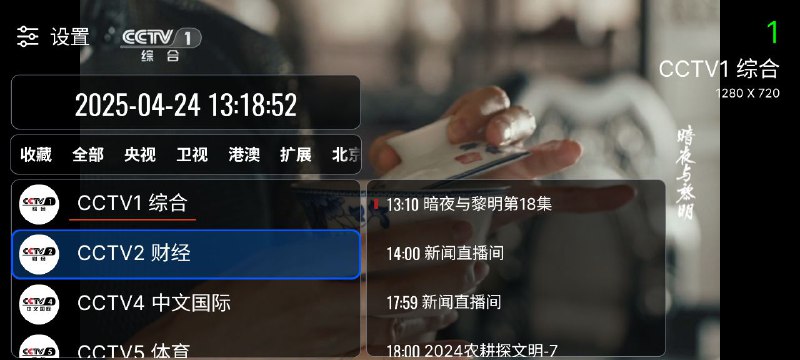 设置
CCTV 1
综合
1
CCTV1 综合
1280 X 720
2025-04-24 13:18:52
收藏 全部 央视 卫视 港澳 扩展 北京
暗夜与黎明
CCTV1 综合
CCTV2 财经
CCTV4 中文国际
CCTV5 体育
13:10 暗夜与黎明第18集
14:00 新闻直播间
17:59 新闻直播间
18:00 2024农耕探文明-7